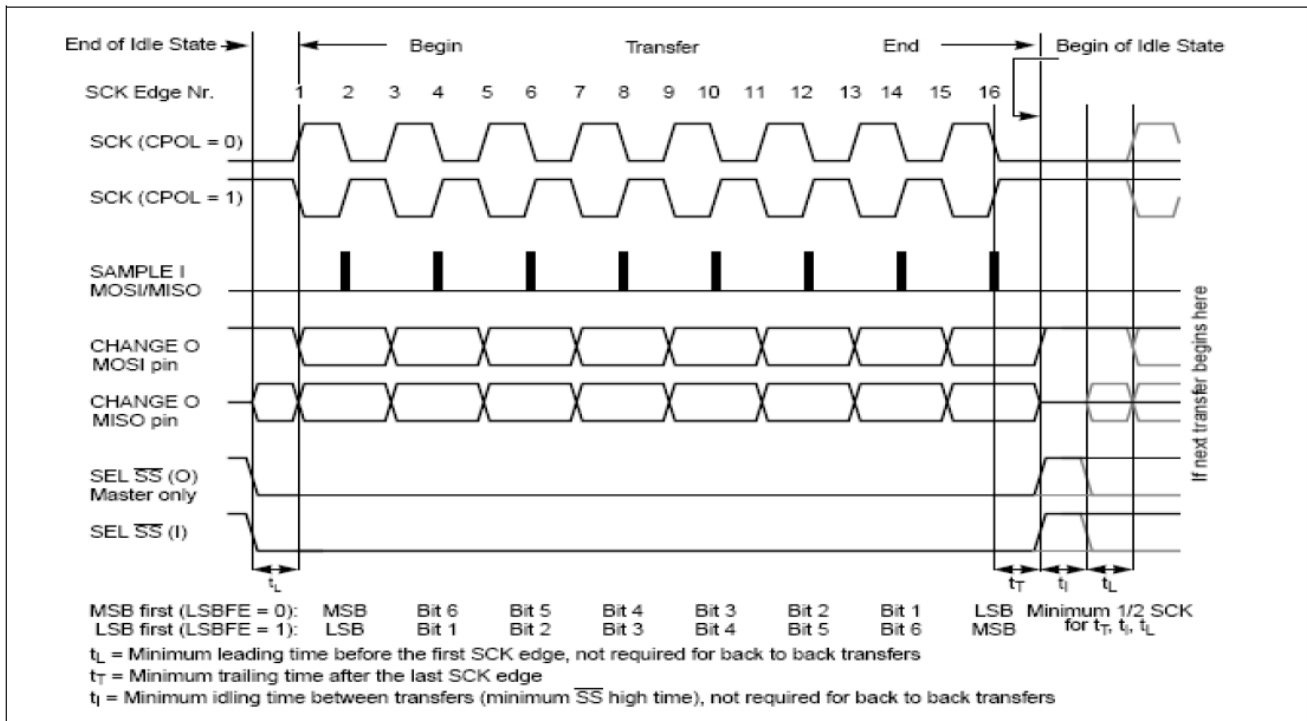 End of Idle State Begin Transfer End Begin of Idle State
SCK Edge Nr. 1 2 3 4 5 6 7 8 9 10 11 12 13 14 15 16
SCK (CPOL = 0)
SCK (CPOL = 1)
SAMPLE I
MOSI/MISO
CHANGE O
MOSI pin
CHANGE O
MISO pin
SEL SS (O)
Master only
SEL SS (I)
If next transfer begins here
tL tT tI tL
MSB first (LSBFE = 0): MSB Bit 6 Bit 5 Bit 4 Bit 3 Bit 2 Bit 1 LSB Minimum 1/2 SCK
LSB first (LSBFE = 1): LSB Bit 1 Bit 2 Bit 3 Bit 4 Bit 5 Bit 6 MSB for tT, tI, tL
tL = Minimum leading time before the first SCK edge, not required for back to back transfers
tT = Minimum trailing time after the last SCK edge
tI = Minimum idling time between transfers (minimum SS high time), not required for back to back transfers